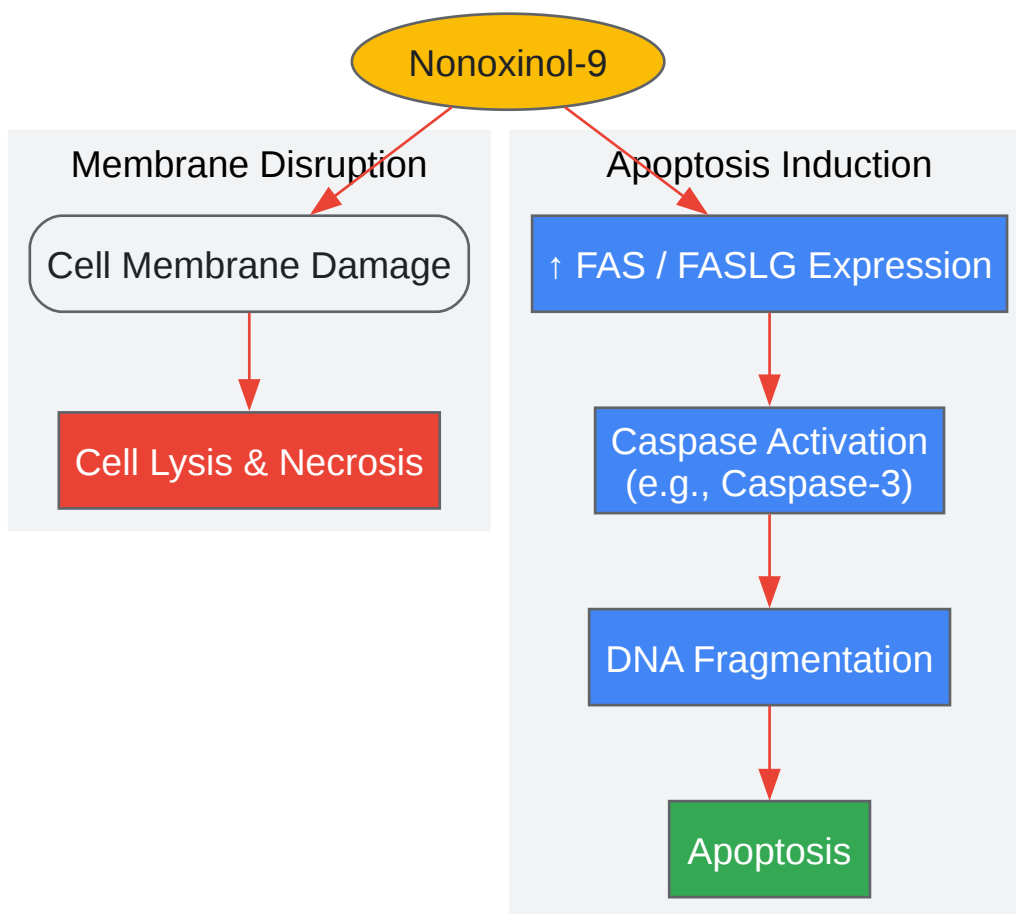 Nonoxinol-9
Membrane Disruption
Cell Membrane Damage
Cell Lysis & Necrosis
Apoptosis Induction
↑ FAS / FASLG Expression
Caspase Activation
(e.g., Caspase-3)
DNA Fragmentation
Apoptosis